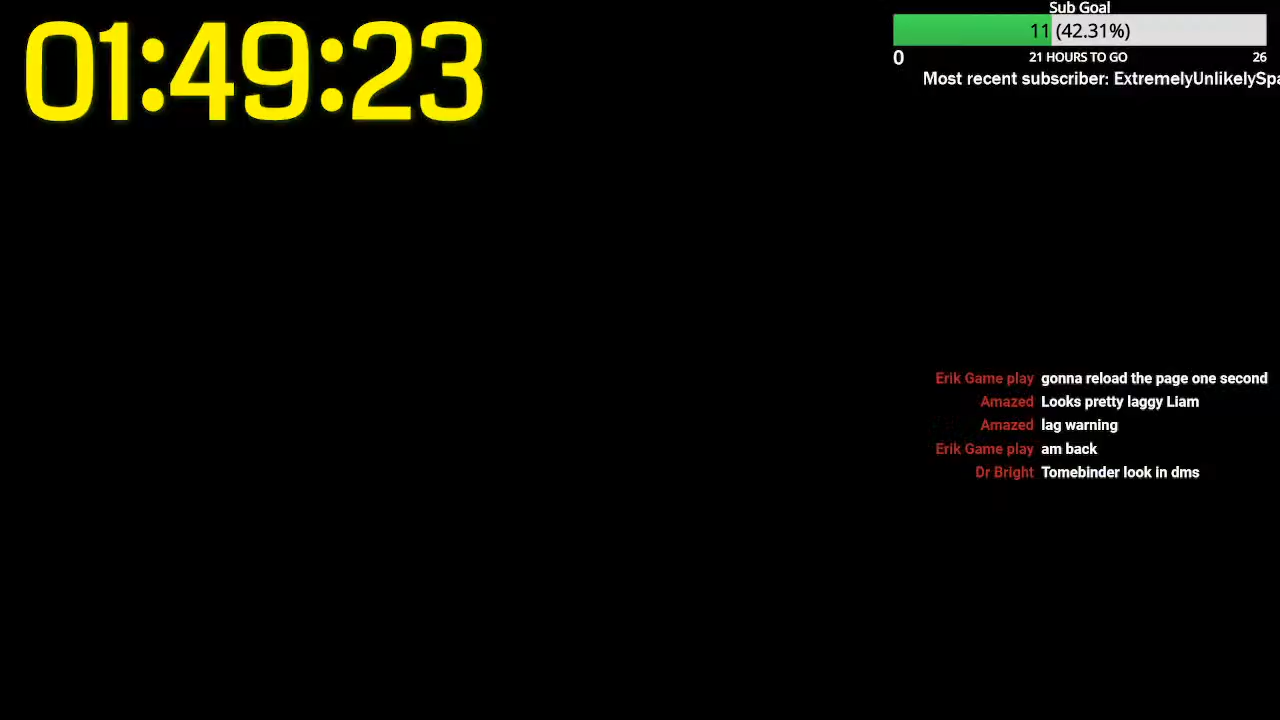 01:49:23
Sub Goal
11 (42.31%)
0 21 HOURS TO GO 26
Most recent subscriber: ExtremelyUnlikelySpa
Erik Game play gonna reload the page one second
Amazed Looks pretty laggy Liam
Amazed lag warning
Erik Game play am back
Dr Bright Tomebinder look in dms